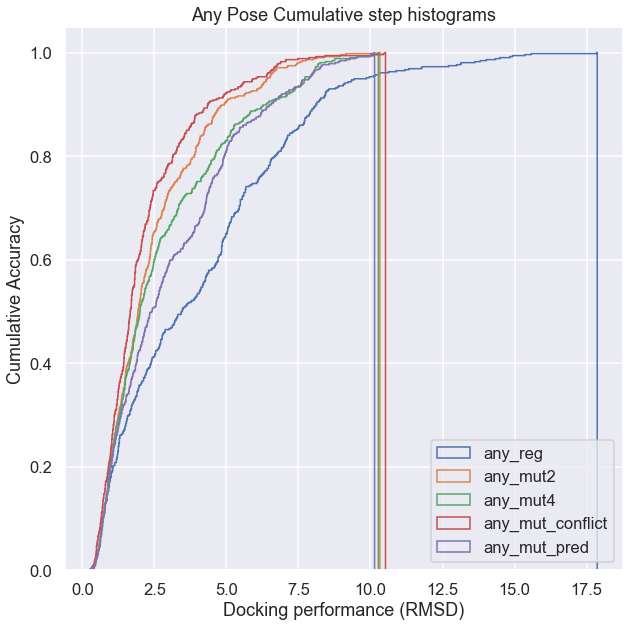 Any Pose Cumulative step histograms
Cumulative Accuracy
1.0
0.8
0.6
0.4
0.2
0.0
any_reg
any_mut2
any_mut4
any_mut_conflict
any_mut_pred
0.0 2.5 5.0 7.5 10.0 12.5 15.0 17.5
Docking performance (RMSD)